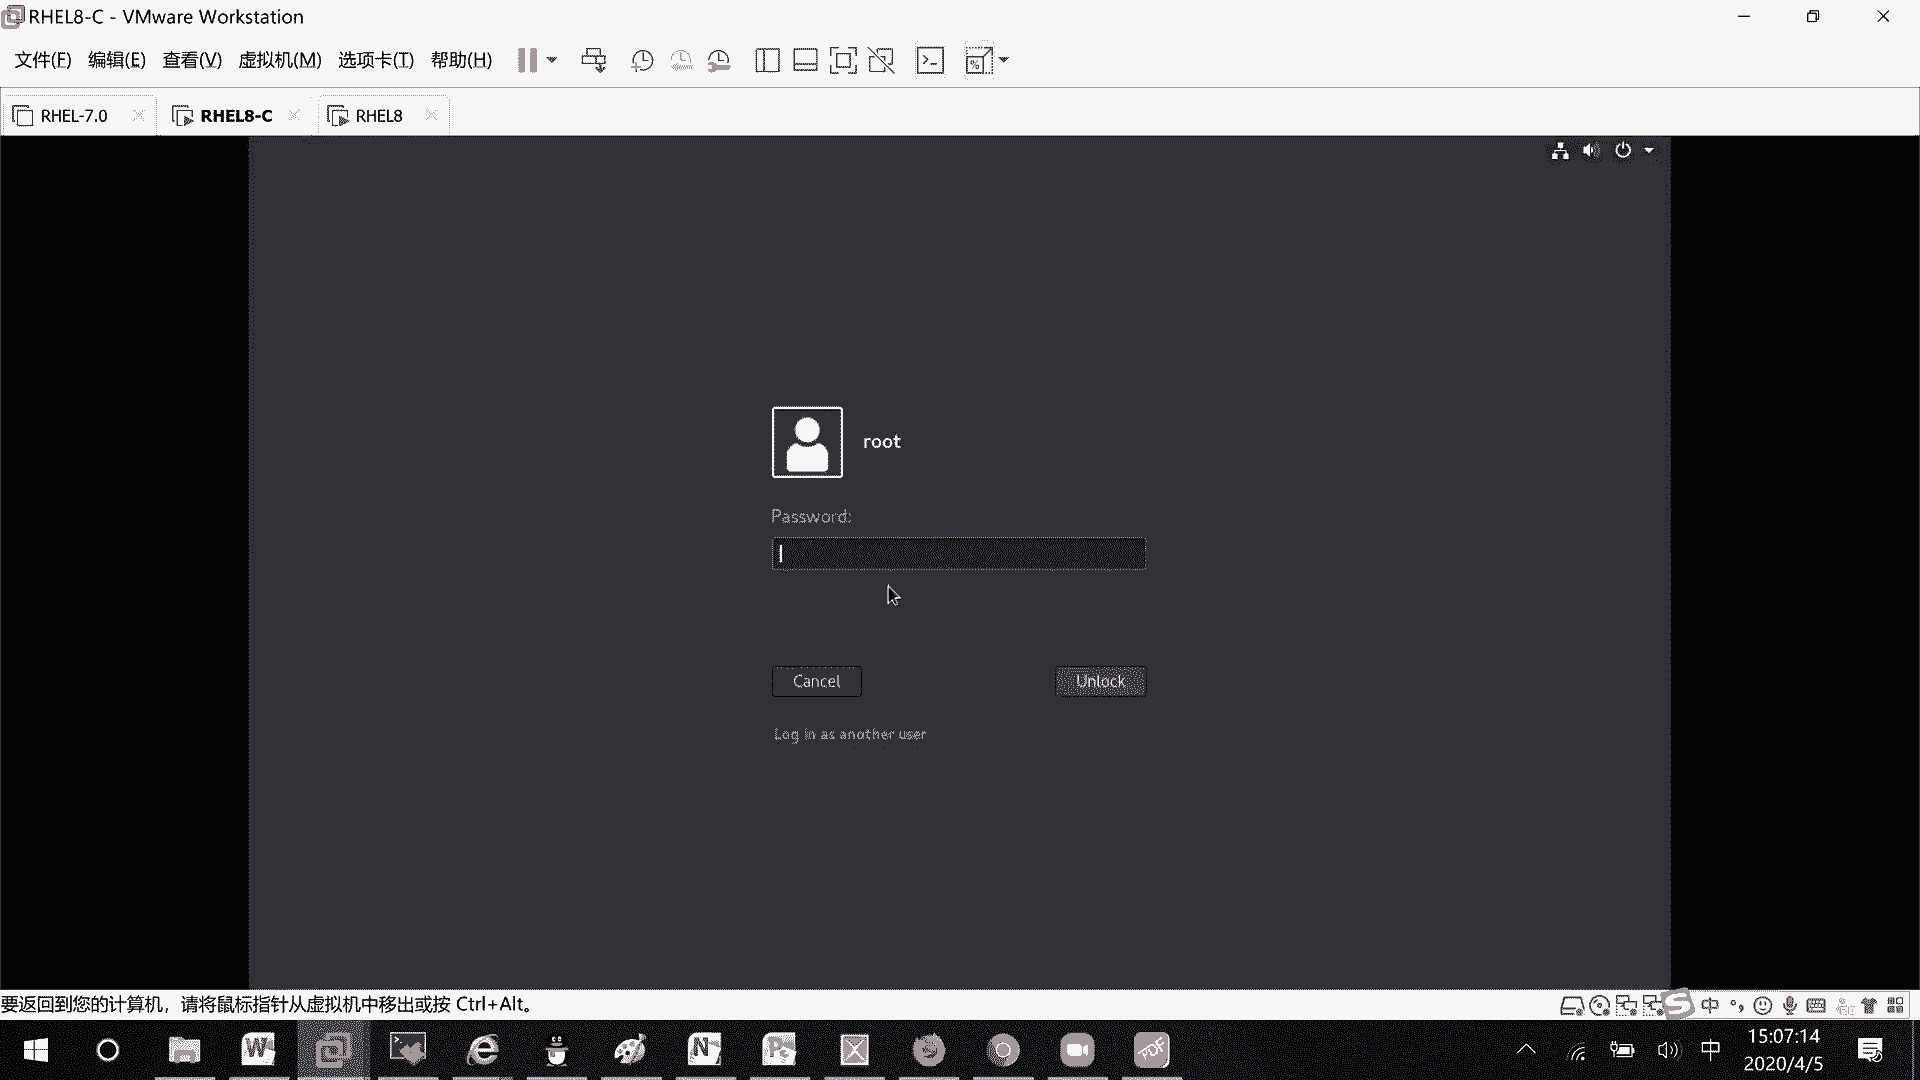 RHEL8-C - VMware Workstation
文件(F) 编辑(E) 查看(V) 虚拟机(M) 选项卡(T) 帮助(H)
RHEL-7.0 RHEL8-C RHEL8
root
Password:
Cancel Unlock
Log in as another user
要返回到您的计算机，请将鼠标指针从虚拟机中移出或按 Ctrl+Alt。
中
中
15:07:14
2020/4/5